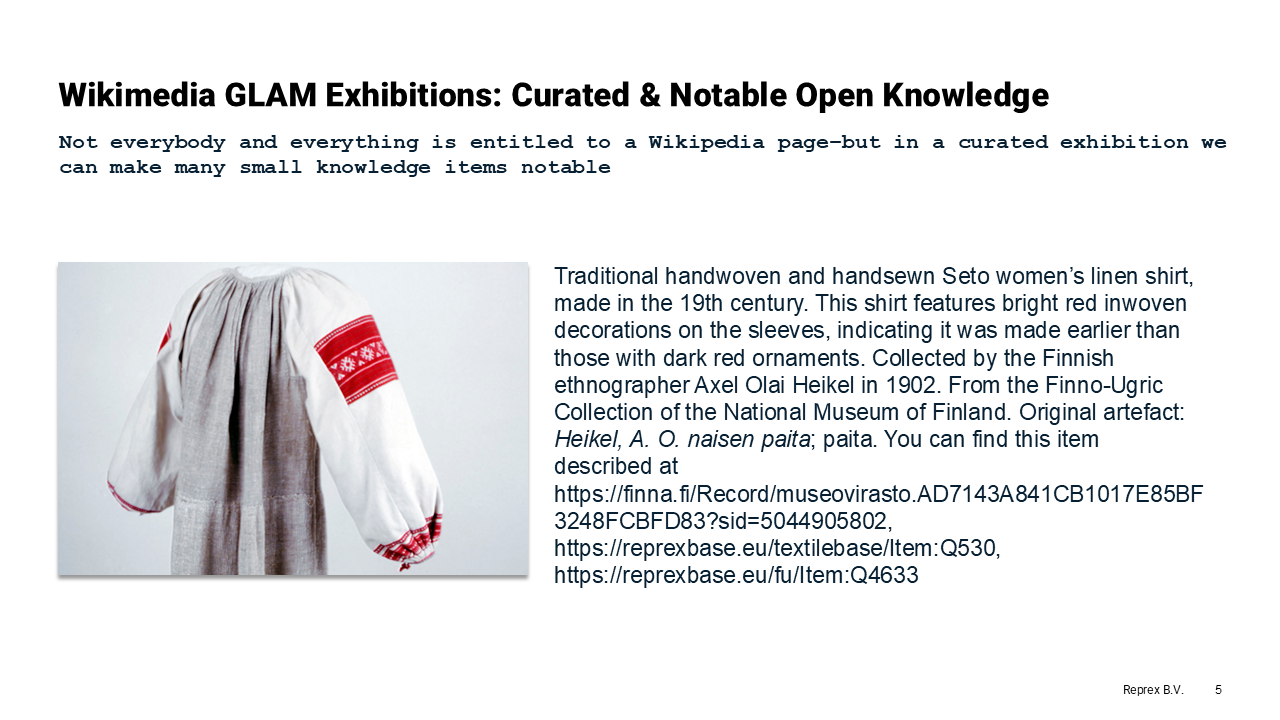 Wikimedia GLAM Exhibitions: Curated & Notable Open Knowledge
Not everybody and everything is entitled to a Wikipedia page–but in a curated exhibition we
can make many small knowledge items notable
Traditional handwoven and handsewn Seto women’s linen shirt,
made in the 19th century. This shirt features bright red inwoven
decorations on the sleeves, indicating it was made earlier than
those with dark red ornaments. Collected by the Finnish
ethnographer Axel Olai Heikel in 1902. From the Finno-Ugric
Collection of the National Museum of Finland. Original artefact:
Heikel, A. O. naisen paita; paita. You can find this item
described at
https://finna.fi/Record/museovirasto.AD7143A841CB1017E85BF
3248FCBFD83?sid=5044905802,
https://reprexbase.eu/textilebase/Item:Q530,
https://reprexbase.eu/fu/Item:Q4633
Reprex B.V. 5